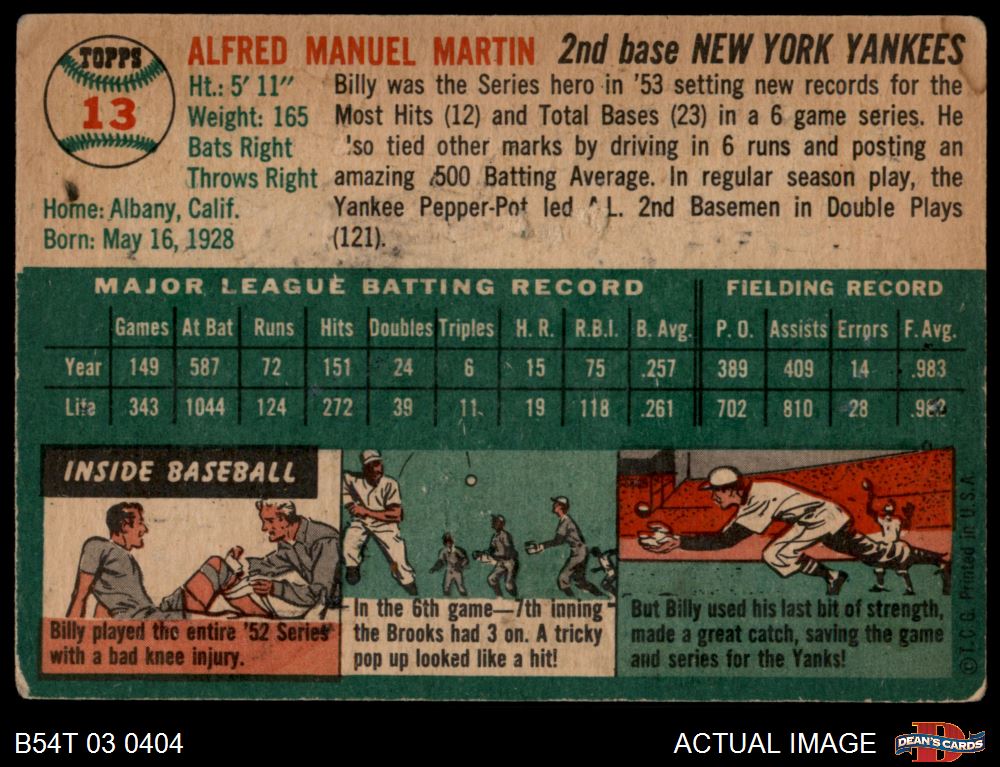 TOPPS
13
ALFRED MANUEL MARTIN 2nd base NEW YORK YANKEES
Ht.: 5' 11"
Weight: 165
Bats Right
Throws Right
Home: Albany, Calif.
Born: May 16, 1928
Billy was the Series hero in '53 setting new records for the
Most Hits (12) and Total Bases (23) in a 6 game series. He
'so tied other marks by driving in 6 runs and posting an
amazing .500 Batting Average. In regular season play, the
Yankee Pepper-Pot led A.L. 2nd Basemen in Double Plays
(121).
MAJOR LEAGUE BATTING RECORD FIELDING RECORD
Games At Bat Runs Hits Doubles Triples H. R. R.B.I. B. Avg. P. O. Assists Errors F. Avg.
Year 149 587 72 151 24 6 15 75 .257 389 409 14 .983
Life 343 1044 124 272 39 11 19 118 .261 702 810 28 .982
INSIDE BASEBALL
Billy played the entire '52 Series
with a bad knee injury.
In the 6th game—7th inning
the Brooks had 3 on. A tricky
pop up looked like a hit!
But Billy used his last bit of strength,
made a great catch, saving the game
and series for the Yanks!
© T.C.G. Printed in U.S.A.
B54T 03 0404
ACTUAL IMAGE
DEAN'S CARDS